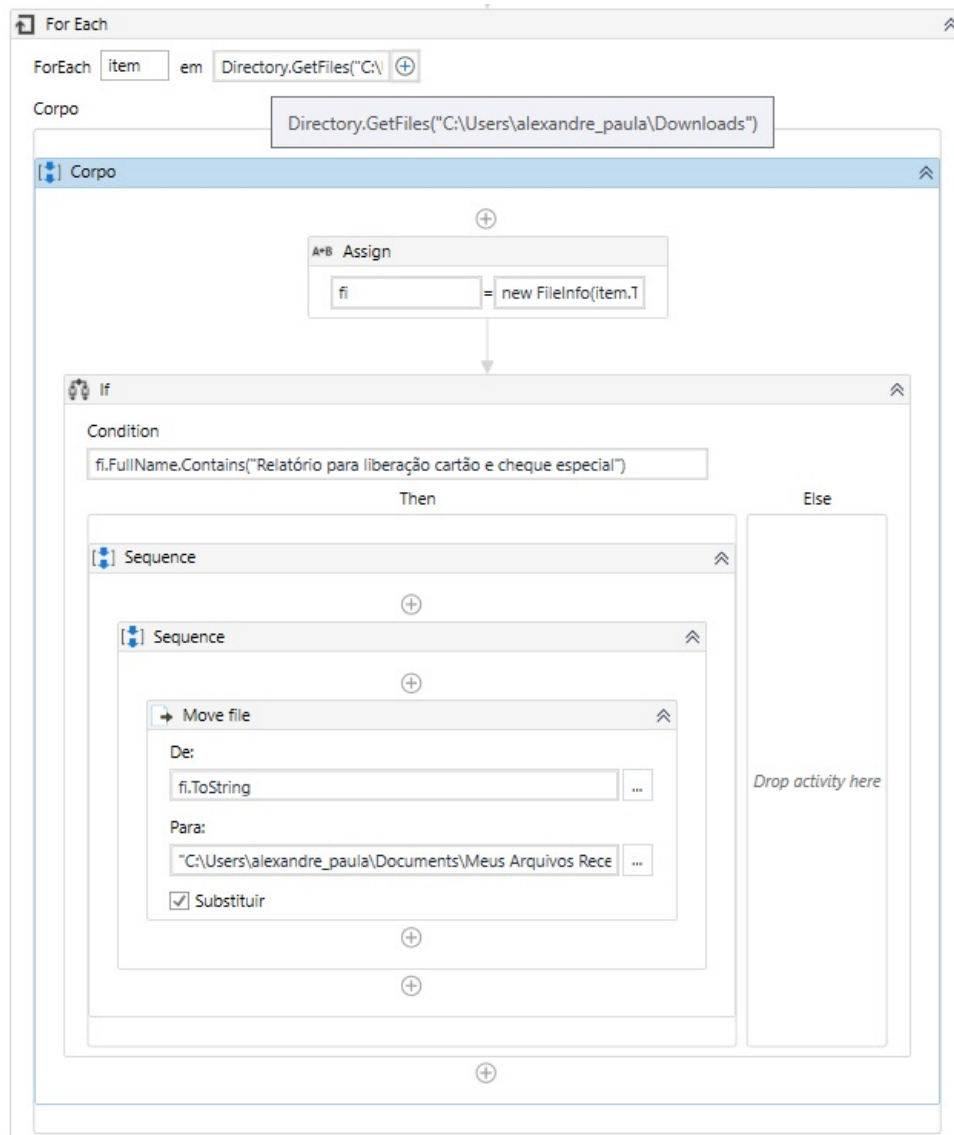 For Each
ForEach item em Directory.GetFiles("C:\
Corpo
Directory.GetFiles("C:\Users\alexandre_paula\Downloads")
Corpo
A+B Assign
fi = new FileInfo(item.T
If
Condition
fi.FullName.Contains("Relatório para liberação cartão e cheque especial")
Then Else
Sequence
Sequence
Move file
De:
fi.ToString ...
Drop activity here
Para:
"C:\Users\alexandre_paula\Documents\Meus Arquivos Rece ...
Substituir